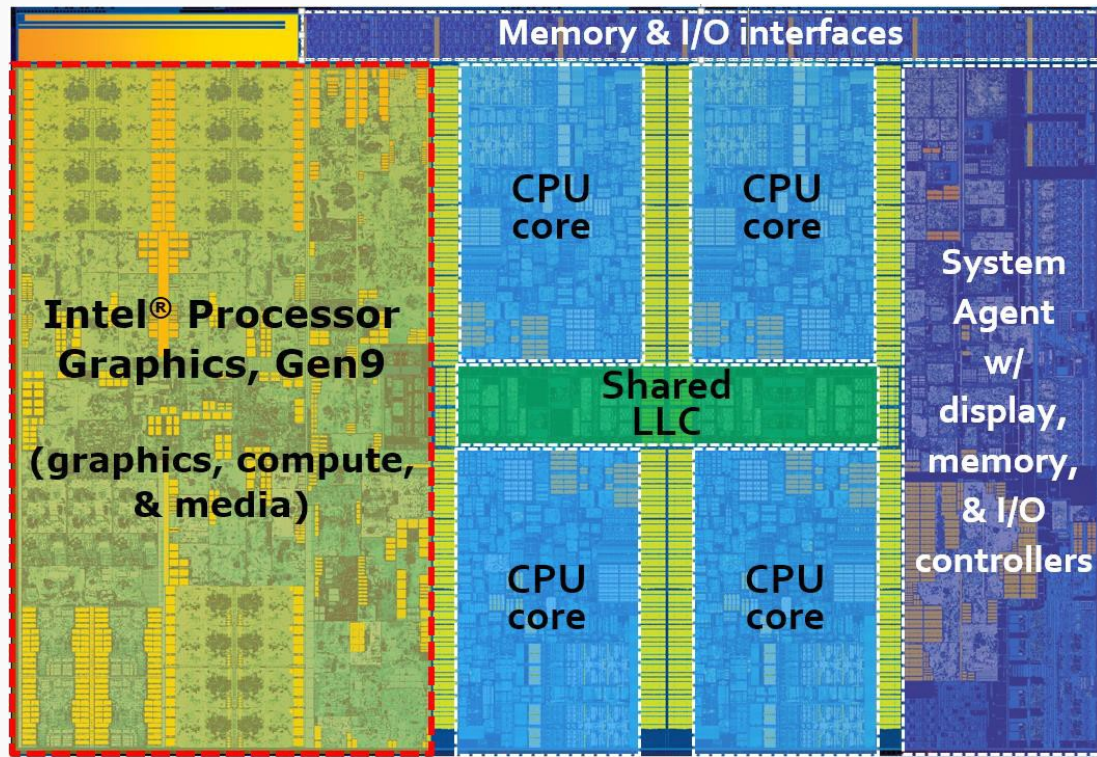 Memory & I/O interfaces
CPU
core
CPU
core
Intel® Processor
Graphics, Gen9
(graphics, compute,
& media)
Shared
LLC
System
Agent
w/
display,
memory,
& I/O
controllers
CPU
core
CPU
core